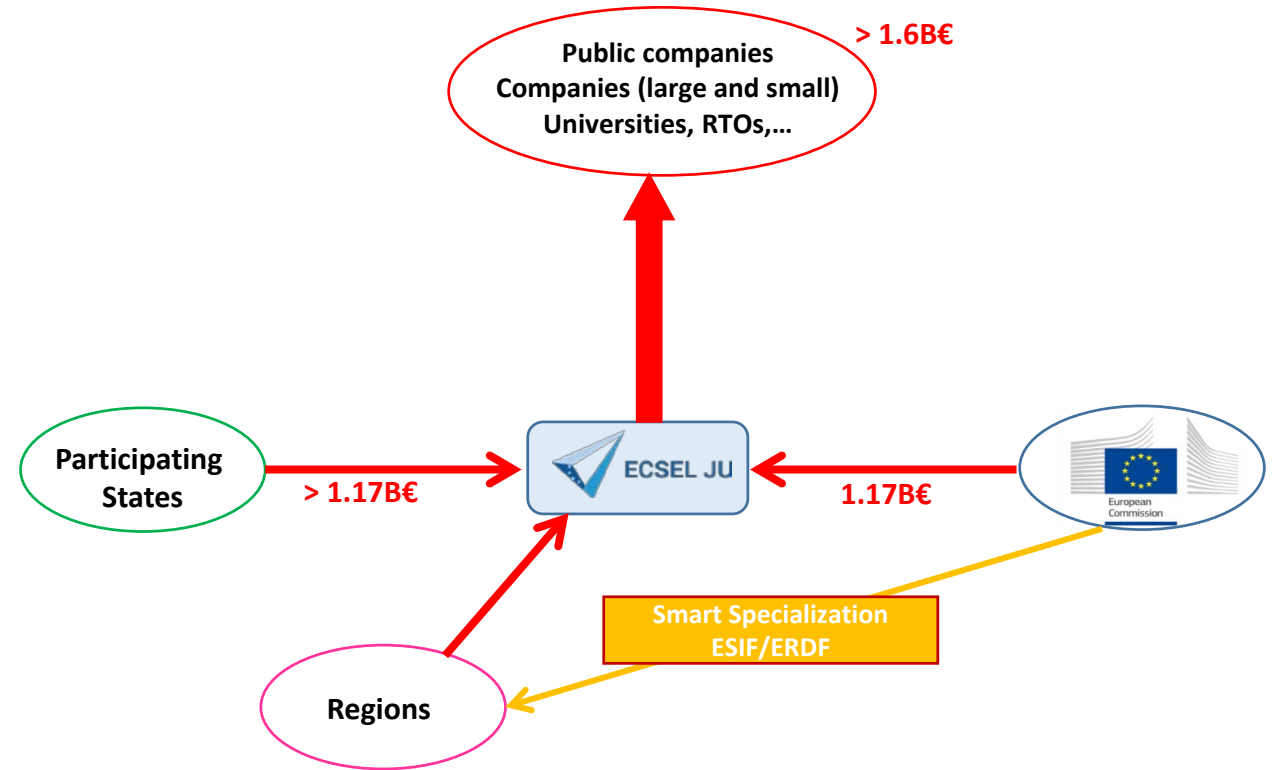 > 1.6B€
Public companies
Companies (large and small)
Universities, RTOs,…
Participating
States
> 1.17B€
ECSEL JU
1.17B€
European
Commission
Smart Specialization
ESIF/ERDF
Regions